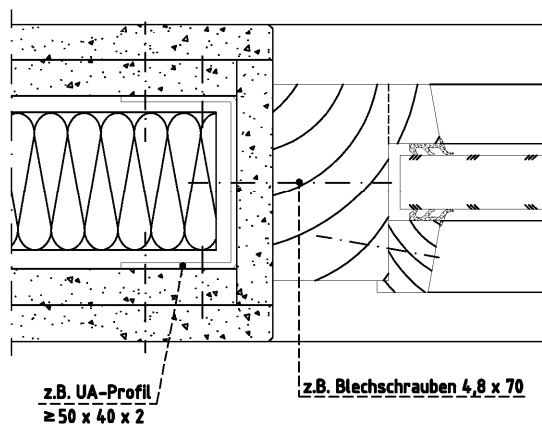 z.B. UA-Profil
≥ 50 x 40 x 2
z.B. Blechschrauben 4,8 x 70